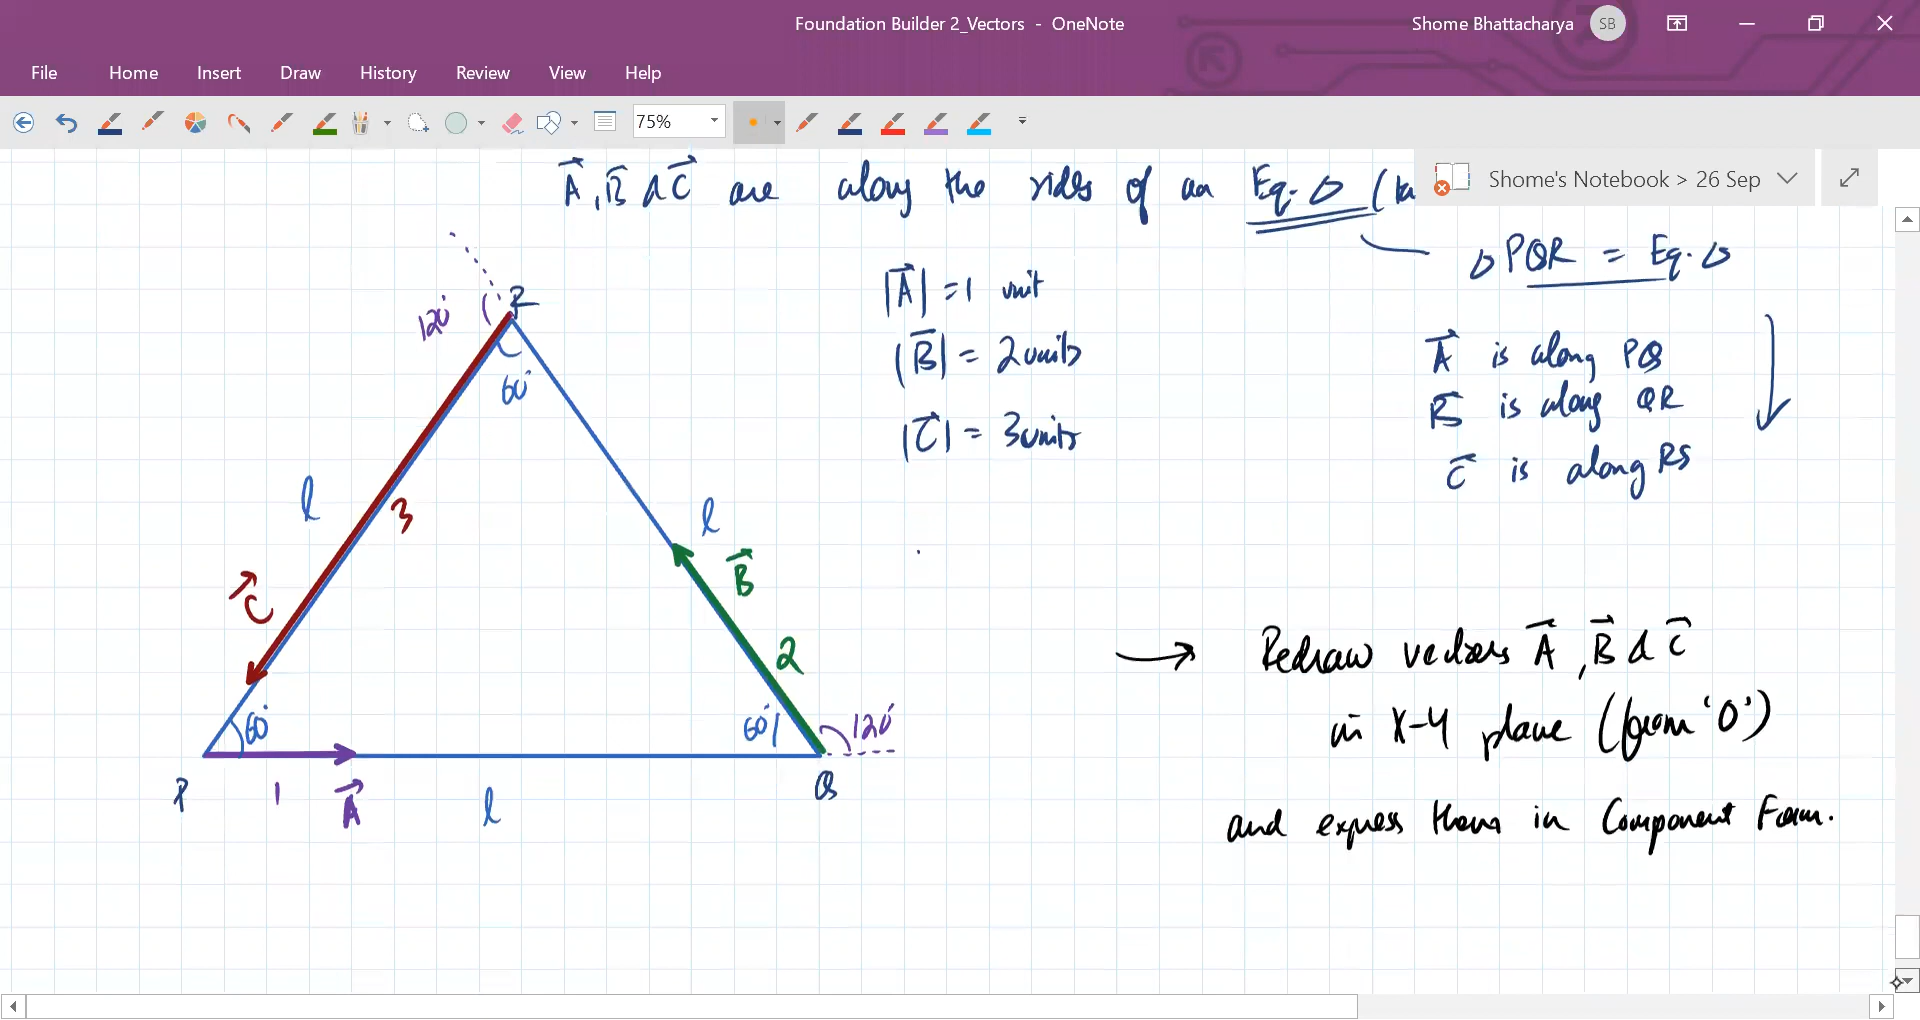 Foundation Builder 2_Vectors - OneNote
Shome Bhattacharya SB
File Home Insert Draw History Review View Help
75%
Shome's Notebook > 26 Sep
A⃗, B⃗ & C⃗ are along the sides of an Eq. Δ (ta
Δ PQR = Eq. Δ
|A⃗| = 1 unit
|B⃗| = 2 units
|C⃗| = 3 units
A⃗ is along PQ
B⃗ is along QR
C⃗ is along RS
R
120°
60°
l
3
l
C⃗
B⃗
2
60°
60°
120°
P
1
A⃗
l
Q
→ Redraw vectors A⃗, B⃗ & C⃗
in X-Y plane (from 'O')
and express them in Component Form.